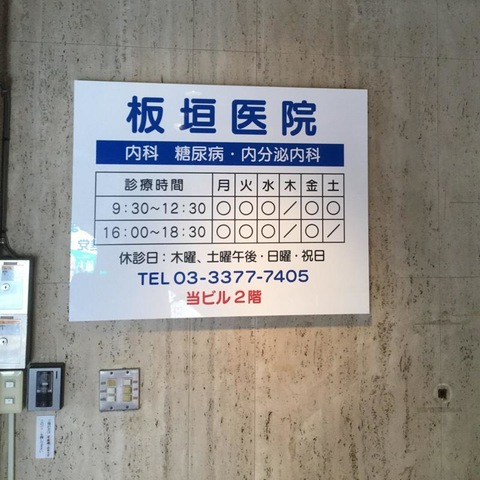 板垣医院
内科 糖尿病・内分泌内科
診療時間 月 火 水 木 金 土
9:30～12:30 ○ ○ ○ ／ ○ ○
16:00～18:30 ○ ○ ○ ／ ○ ／
休診日：木曜、土曜午後・日曜・祝日
TEL 03-3377-7405
当ビル2階